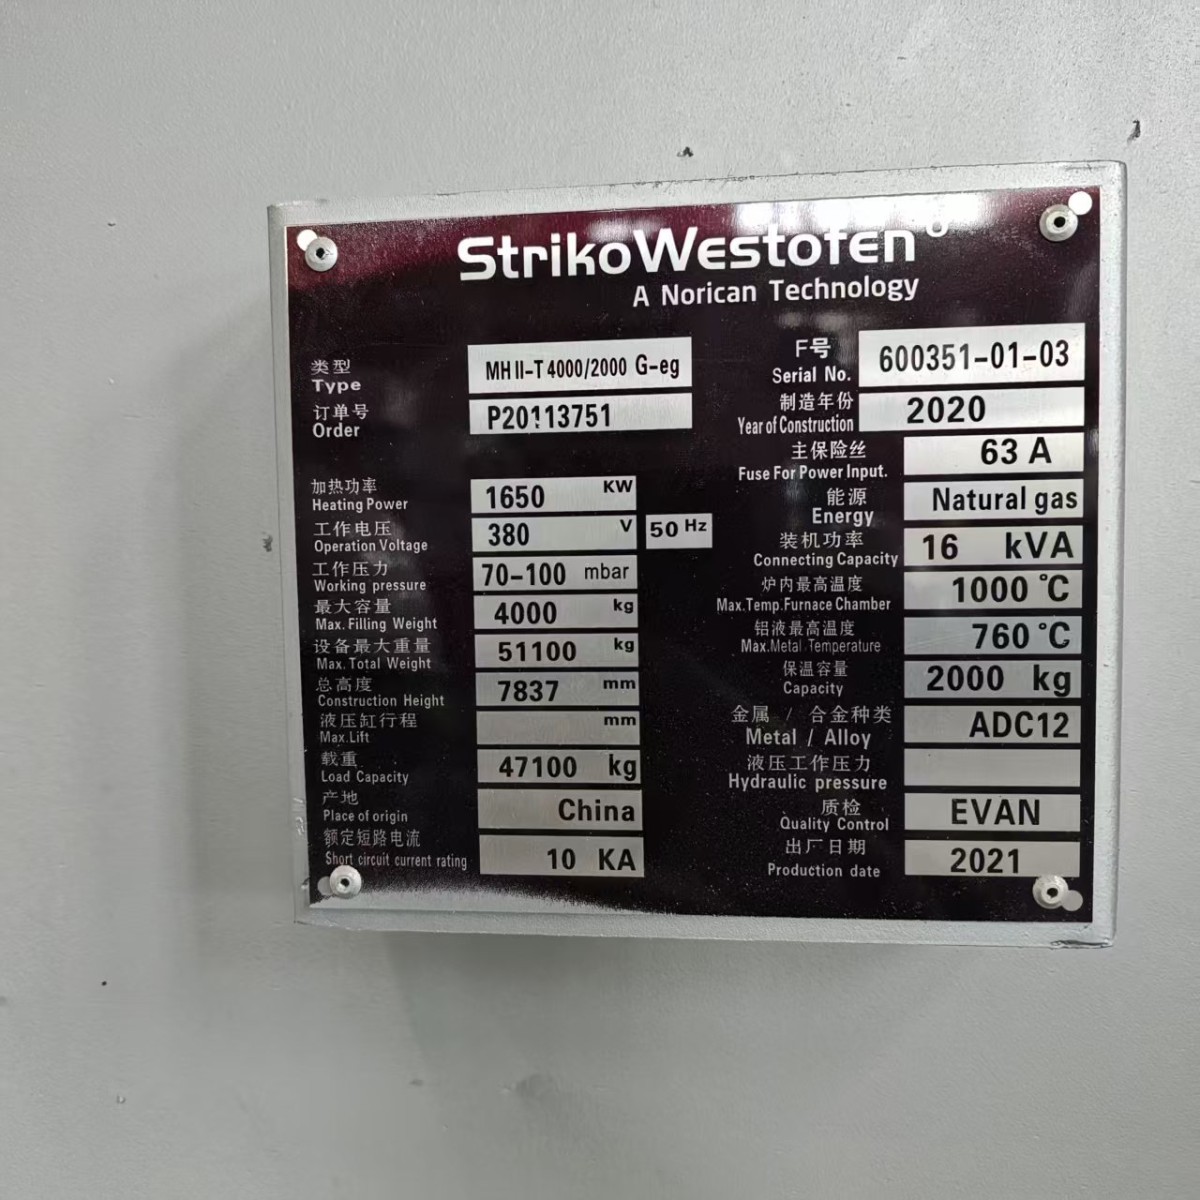 StrikoWestofen
A Norican Technology
类型
Type
MH II-T 4000/2000 G-eg
订单号
Order
P20113751
加热功率
Heating Power
1650 KW
工作电压
Operation Voltage
380 V 50 Hz
工作压力
Working pressure
70-100 mbar
最大容量
Max. Filling Weight
4000 kg
设备最大重量
Max. Total Weight
51100 kg
总高度
Construction Height
7837 mm
液压缸行程
Max.Lift
mm
载重
Load Capacity
47100 kg
产地
Place of origin
China
额定短路电流
Short circuit current rating
10 KA
F号
Serial No.
600351-01-03
制造年份
Year of Construction
2020
主保险丝
Fuse For Power Input.
63 A
能源
Energy
Natural gas
装机功率
Connecting Capacity
16 kVA
炉内最高温度
Max.Temp.Furnace Chamber
1000 °C
铝液最高温度
Max.Metal Temperature
760 °C
保温容量
Capacity
2000 kg
金属 / 合金种类
Metal / Alloy
ADC12
液压工作压力
Hydraulic pressure
质检
Quality Control
EVAN
出厂日期
Production date
2021